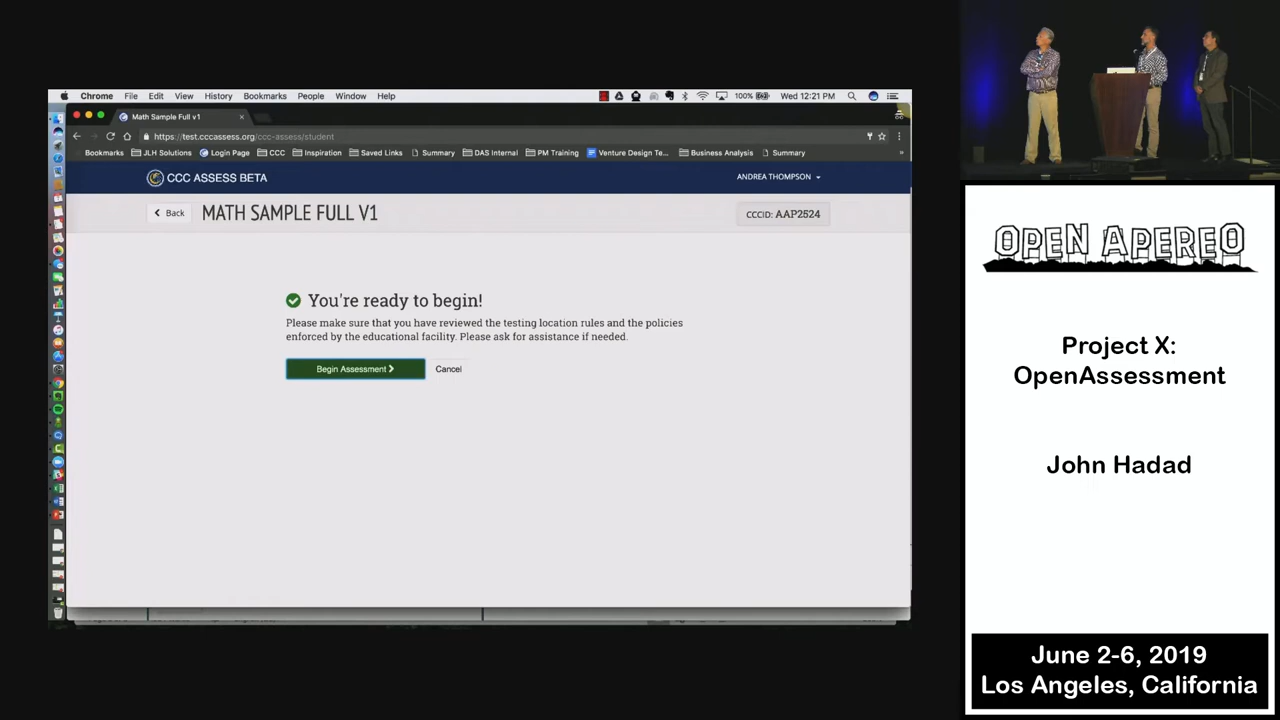 Chrome File Edit View History Bookmarks People Window Help 100% Wed 12:21 PM
Math Sample Full v1
https://test.cccassess.org/ccc-assess/student
Bookmarks JLH Solutions Login Page CCC Inspiration Saved Links Summary DAS Internal PM Training Venture Design Te... Business Analysis Summary
CCC ASSESS BETA ANDREA THOMPSON
Back MATH SAMPLE FULL V1 CCCID: AAP2524
You're ready to begin!
Please make sure that you have reviewed the testing location rules and the policies
enforced by the educational facility. Please ask for assistance if needed.
Begin Assessment Cancel
OPEN APEREO
Project X:
OpenAssessment
John Hadad
June 2-6, 2019
Los Angeles, California